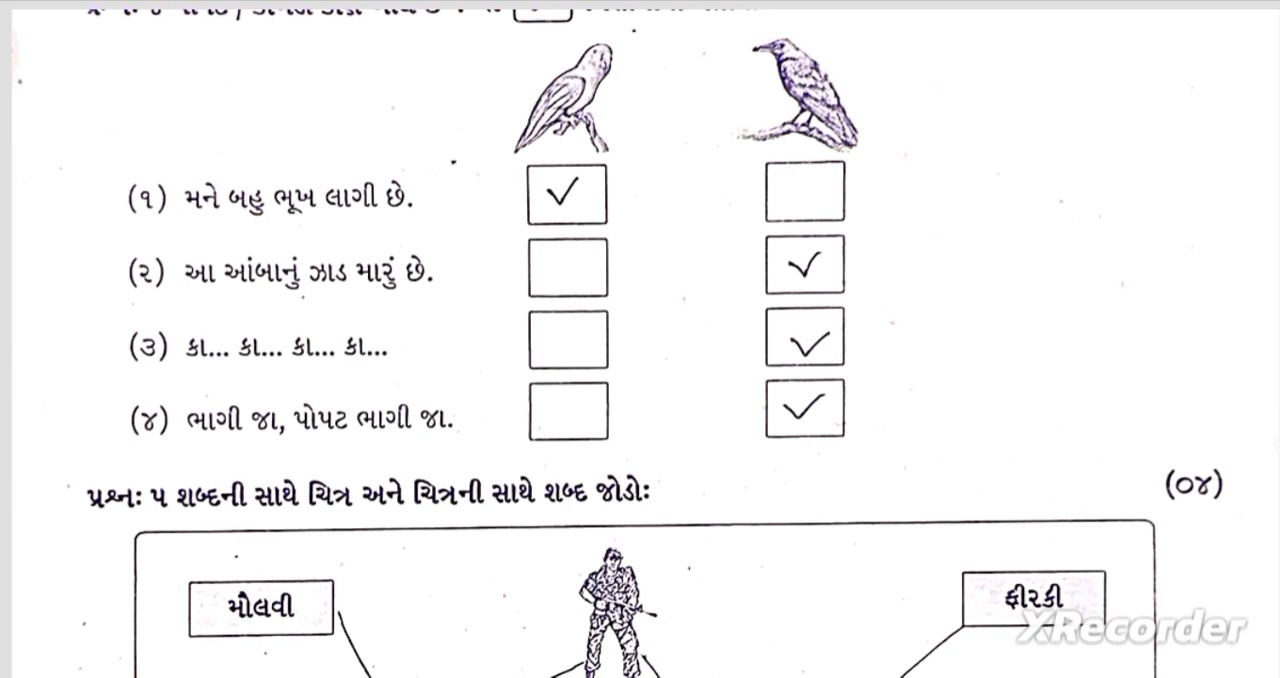 (૧) મને બહુ ભૂખ લાગી છે.
(૨) આ આંબાનું ઝાડ મારું છે.
(૩) કા... કા... કા... કા...
(૪) ભાગી જા, પોપટ ભાગી જા.
પ્રશ્નઃ ૫ શબ્દની સાથે ચિત્ર અને ચિત્રની સાથે શબ્દ જોડોઃ (૦૪)
મૌલવી ફીરકી
XRecorder